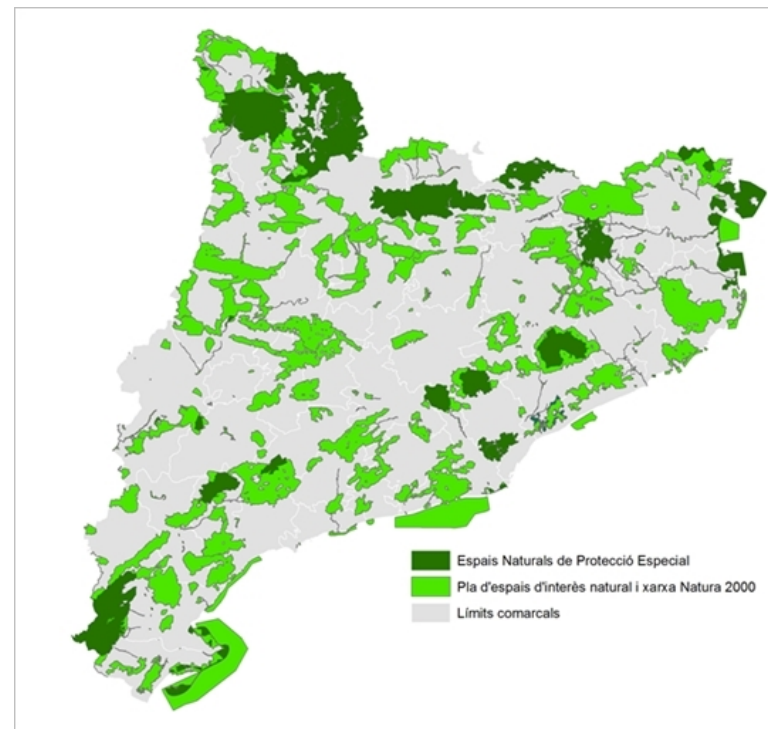 Espais Naturals de Protecció Especial
Pla d'espais d'interès natural i xarxa Natura 2000
Límits comarcals